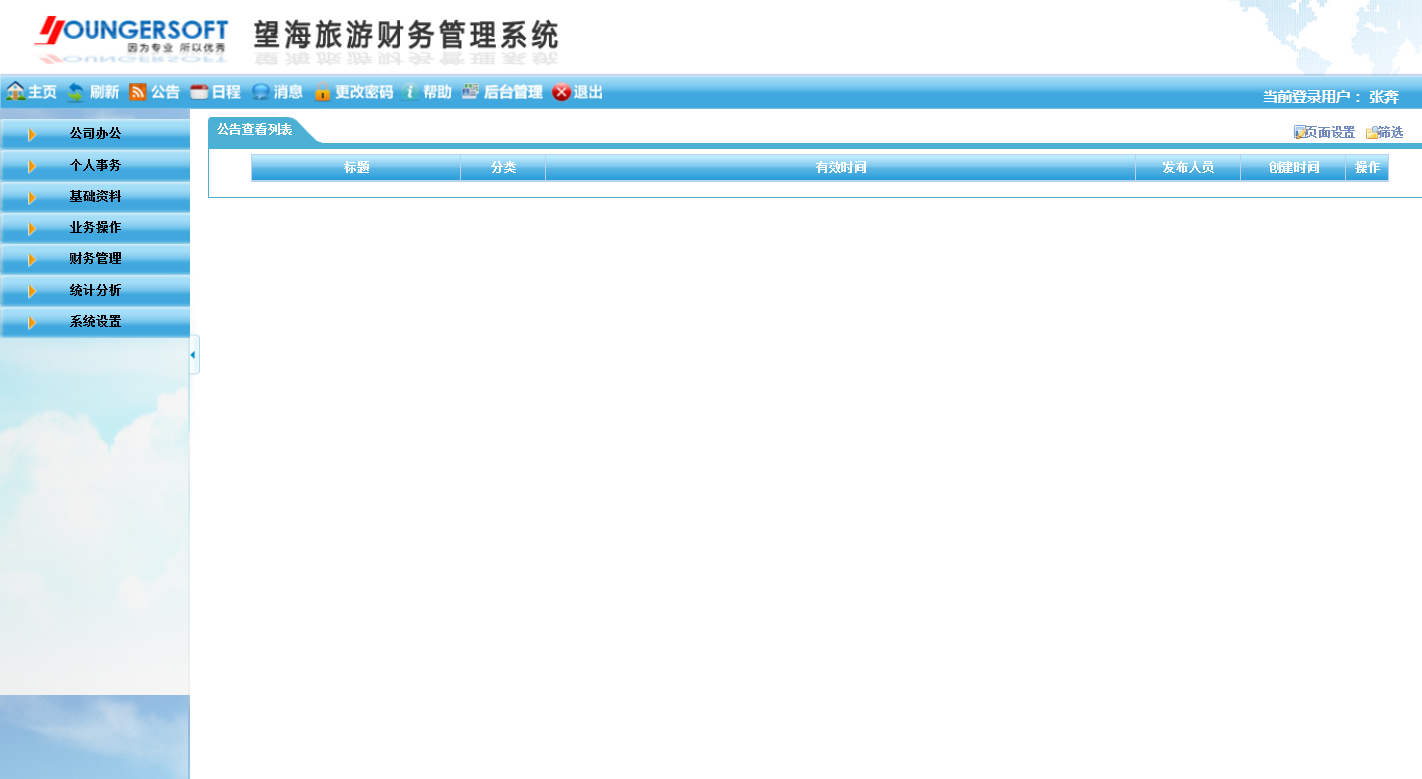 YOUNGERSOFT
因为专业 所以优秀
望海旅游财务管理系统
主页 刷新 公告 日程 消息 更改密码 帮助 后台管理 退出
当前登录用户： 张奔
公司办公
个人事务
基础资料
业务操作
财务管理
统计分析
系统设置
公告查看列表
页面设置 筛选
标题 分类 有效时间 发布人员 创建时间 操作